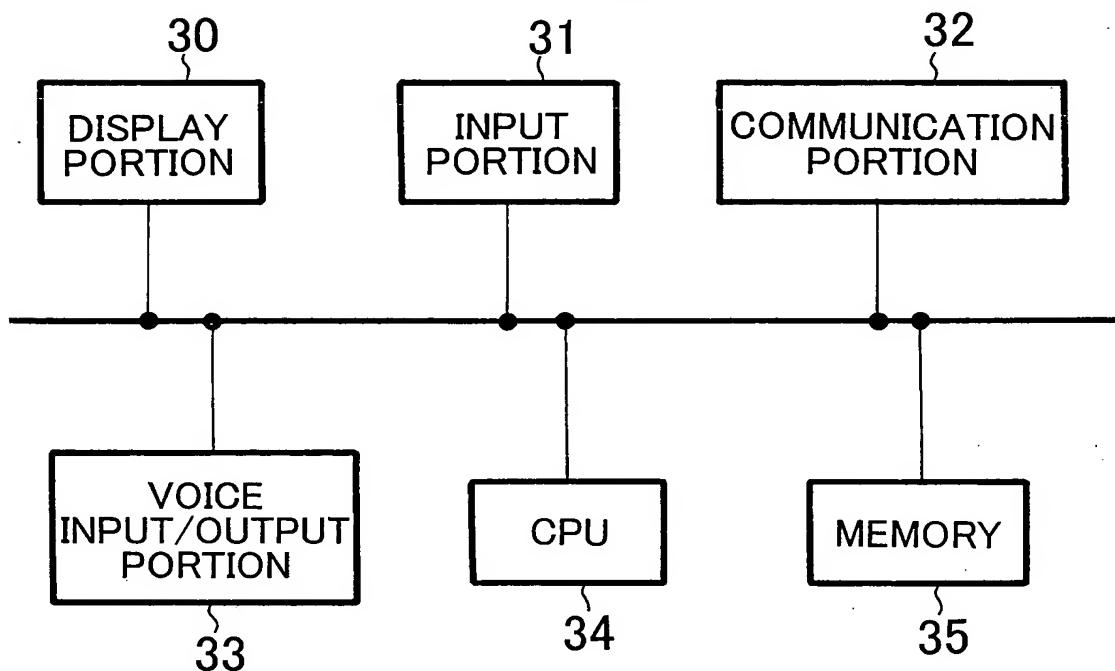 30
31
32
DISPLAY
PORTION
INPUT
PORTION
COMMUNICATION
PORTION
VOICE
INPUT/OUTPUT
PORTION
CPU
MEMORY
33
34
35